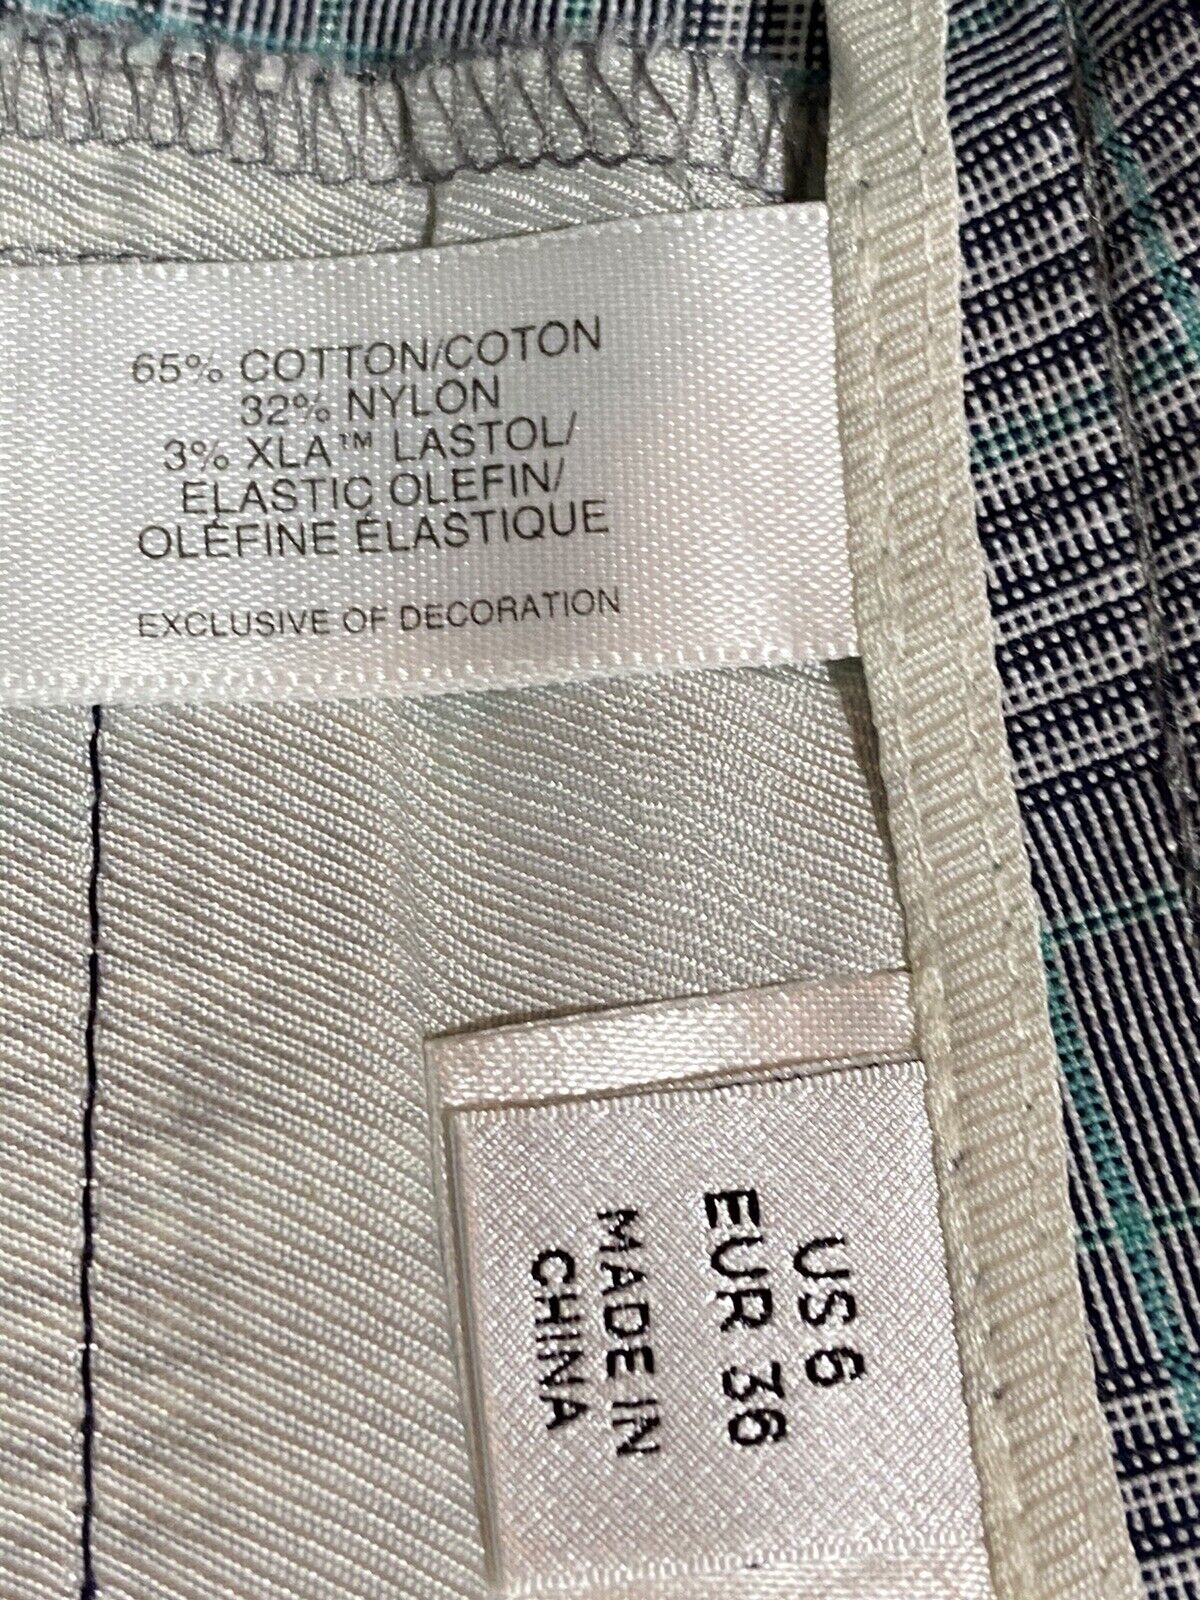 65% COTTON/COTON
32% NYLON
3% XLA™ LASTOL/
ELASTIC OLEFIN/
OLÉFINE ÉLASTIQUE
EXCLUSIVE OF DECORATION
US 6
EUR 36
MADE IN
CHINA